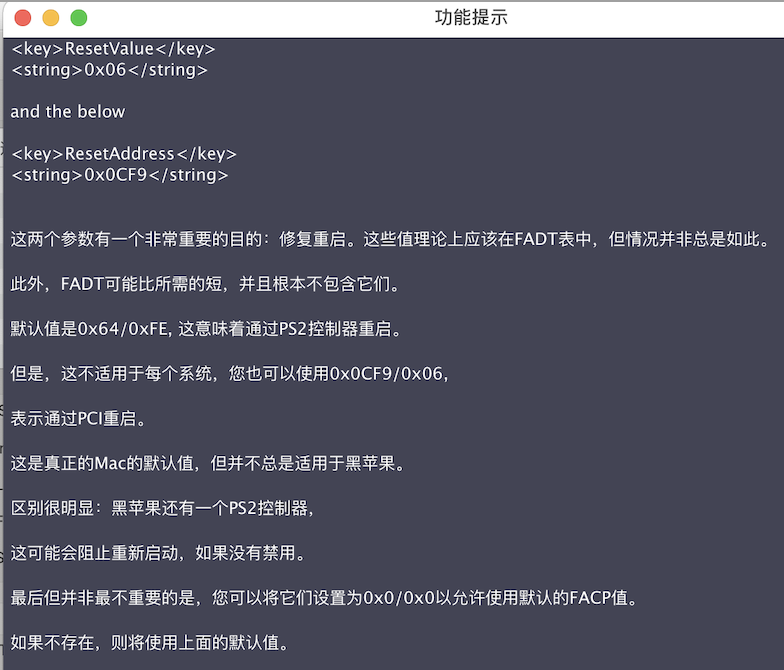 功能提示
<key>ResetValue</key>
<string>0x06</string>
and the below
<key>ResetAddress</key>
<string>0x0CF9</string>
这两个参数有一个非常重要的目的：修复重启。这些值理论上应该在FADT表中，但情况并非总是如此。
此外，FADT可能比所需的短，并且根本不包含它们。
默认值是0x64/0xFE, 这意味着通过PS2控制器重启。
但是，这不适用于每个系统，您也可以使用0x0CF9/0x06，
表示通过PCI重启。
这是真正的Mac的默认值，但并不总是适用于黑苹果。
区别很明显：黑苹果还有一个PS2控制器，
这可能会阻止重新启动，如果没有禁用。
最后但并非最不重要的是，您可以将它们设置为0x0/0x0以允许使用默认的FACP值。
如果不存在，则将使用上面的默认值。